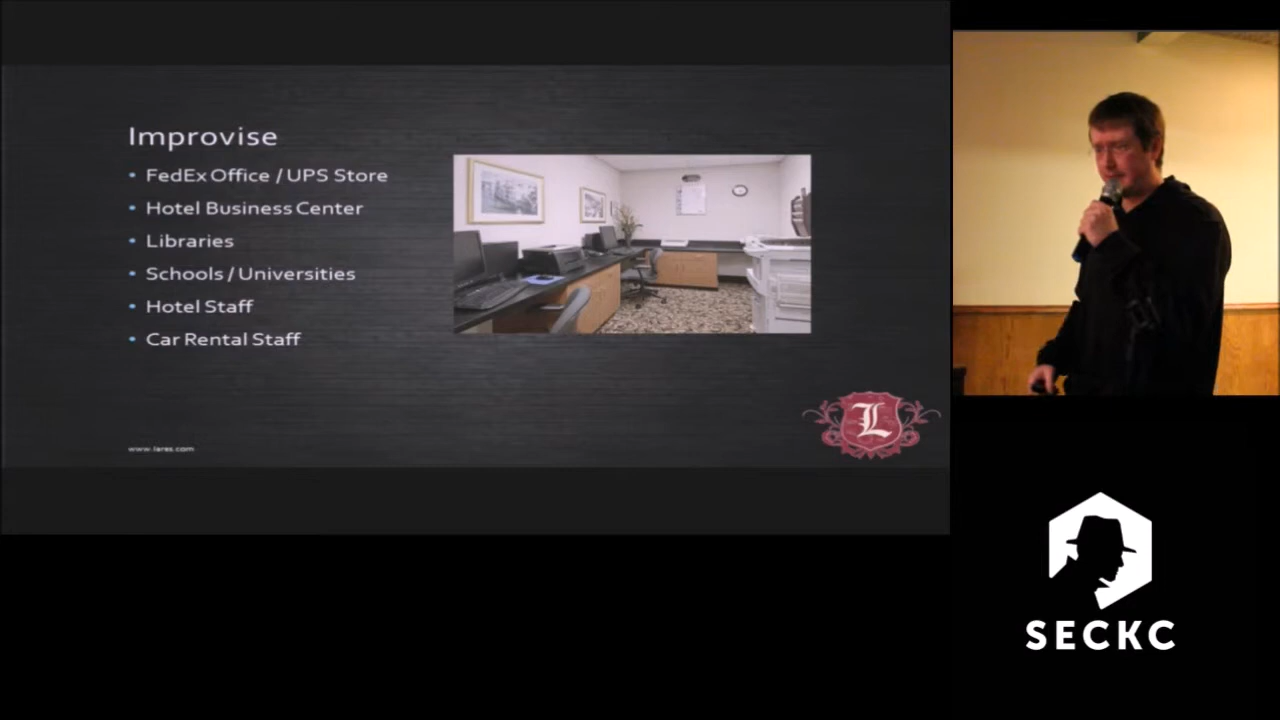 Improvise
• FedEx Office / UPS Store
• Hotel Business Center
• Libraries
• Schools / Universities
• Hotel Staff
• Car Rental Staff
www.lares.com
L
SECKC